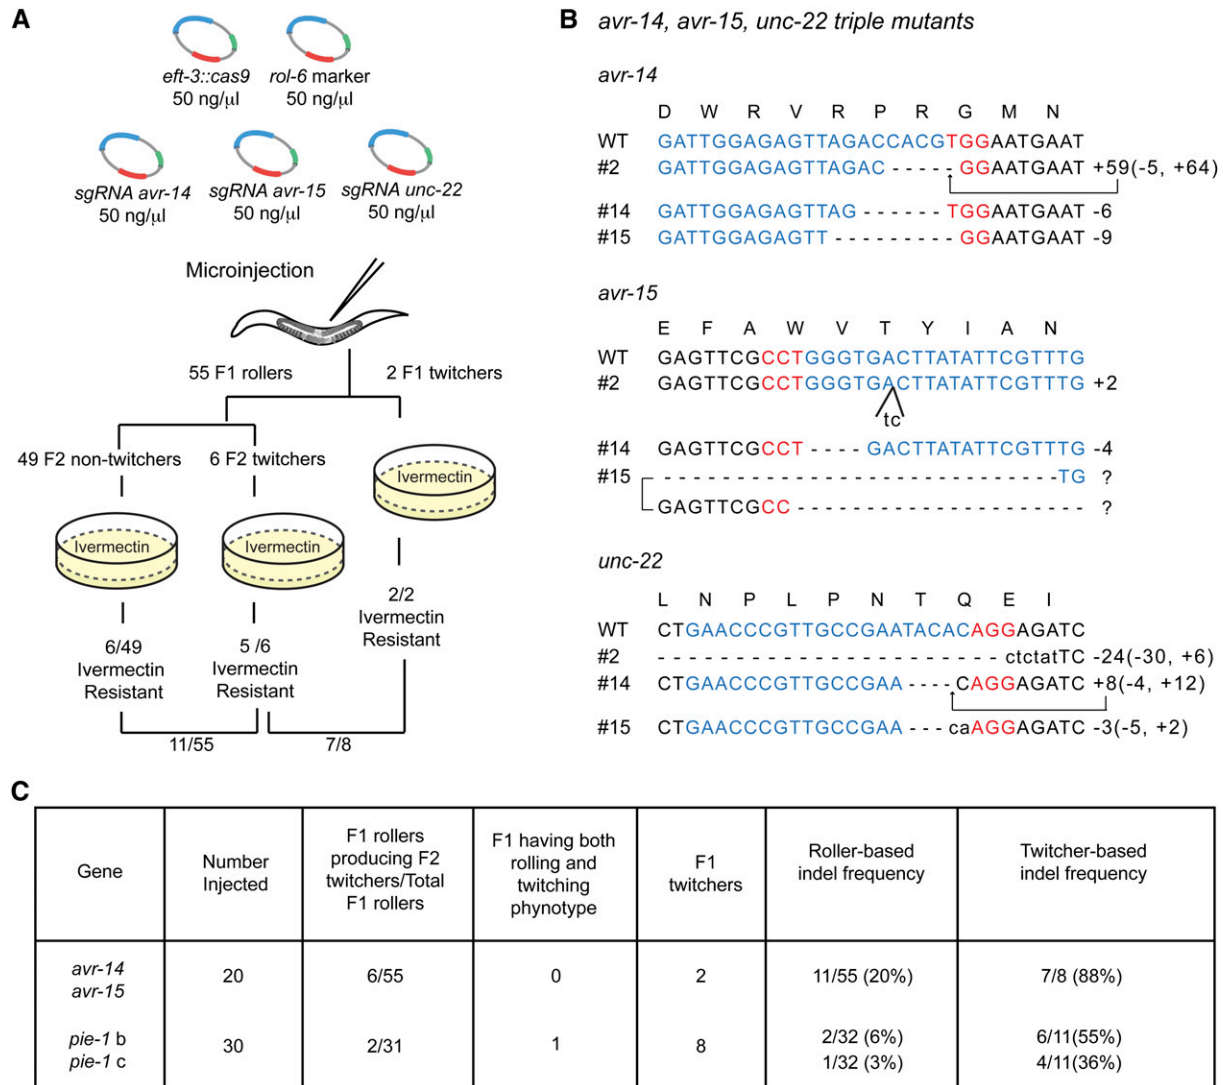 A
eft-3::cas9
50 ng/μl
rol-6 marker
50 ng/μl
sgRNA avr-14
50 ng/μl
sgRNA avr-15
50 ng/μl
sgRNA unc-22
50 ng/μl
Microinjection
55 F1 rollers
2 F1 twitchers
49 F2 non-twitchers
6 F2 twitchers
Ivermectin
Ivermectin
Ivermectin
6/49
Ivermectin
Resistant
5 /6
Ivermectin
Resistant
2/2
Ivermectin
Resistant
11/55
7/8
B avr-14, avr-15, unc-22 triple mutants
avr-14
D W R V R P R G M N
WT GATTGGAGAGTTAGACCACGTGGAATGAAT
#2 GATTGGAGAGTTAGAC - - - - - GGAATGAAT +59(-5, +64)
#14 GATTGGAGAGTTAG - - - - - - TGGAATGAAT -6
#15 GATTGGAGAGTT - - - - - - - - - GGAATGAAT -9
avr-15
E F A W V T Y I A N
WT GAGTTCGCCTGGGTGACTTATATTCGTTTG
#2 GAGTTCGCCTGGGTGACTTATATTCGTTTG +2
tc
#14 GAGTTCGCCT - - - - GACTTATATTCGTTTG -4
#15 - - - - - - - - - - - - - - - - - - - - - - - - - - - - TG ?
GAGTTCGCC - - - - - - - - - - - - - - - - - - - - - ?
unc-22
L N P L P N T Q E I
WT CTGAACCCGTTGCCGAATACACAGGAGATC
#2 - - - - - - - - - - - - - - - - - - - - - - - - ctctatTC -24(-30, +6)
#14 CTGAACCCGTTGCCGAA - - - - CAGGAGATC +8(-4, +12)
#15 CTGAACCCGTTGCCGAA - - - - caAGGAGATC -3(-5, +2)
C
Gene
Number
Injected
F1 rollers
producing F2
twitchers/Total
F1 rollers
F1 having both
rolling and
twitching
phynotype
F1
twitchers
Roller-based
indel frequency
Twitcher-based
indel frequency
avr-14
avr-15
20
6/55
0
2
11/55 (20%)
7/8 (88%)
pie-1 b
pie-1 c
30
2/31
1
8
2/32 (6%)
1/32 (3%)
6/11(55%)
4/11(36%)